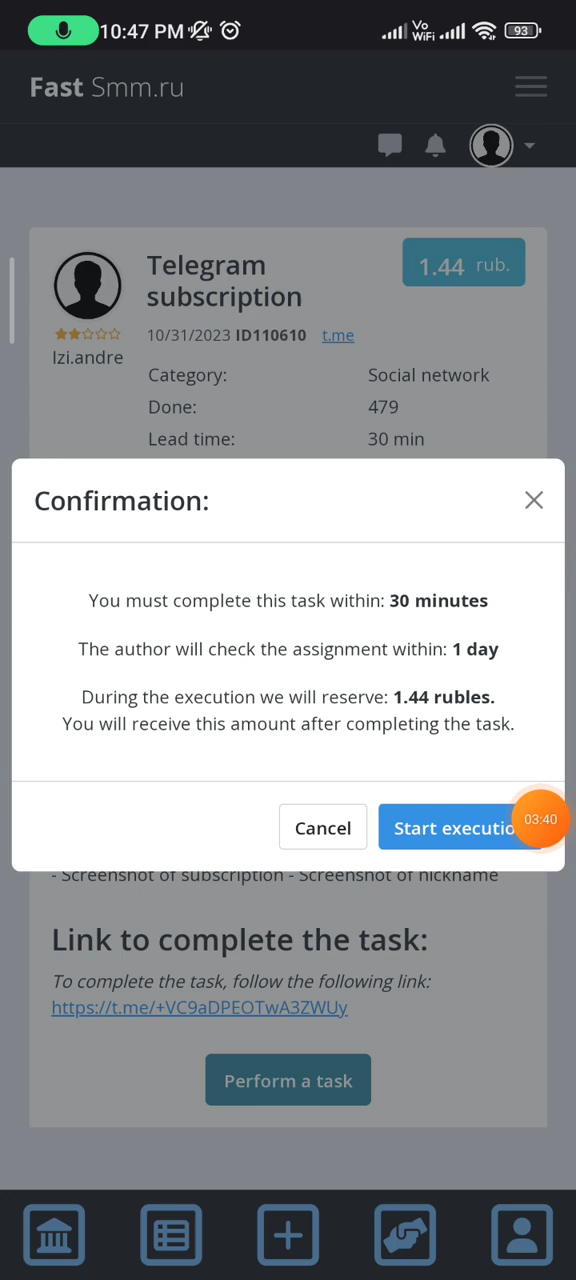 10:47 PM
Vo WiFi
93
Fast Smm.ru
Telegram subscription
1.44 rub.
10/31/2023 ID110610 t.me
Izi.andre
Category: Social network
Done: 479
Lead time: 30 min
Confirmation:
You must complete this task within: 30 minutes
The author will check the assignment within: 1 day
During the execution we will reserve: 1.44 rubles.
You will receive this amount after completing the task.
Cancel
Start executio
03:40
- Screenshot of subscription - Screenshot of nickname
Link to complete the task:
To complete the task, follow the following link:
https://t.me/+VC9aDPEOTwA3ZWUy
Perform a task